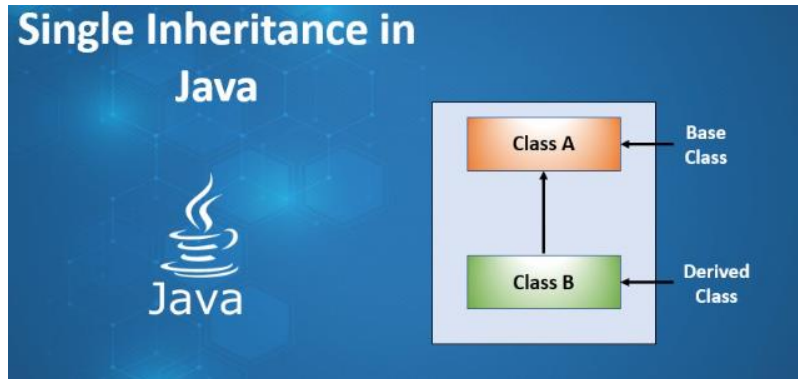 Single Inheritance in
Java
Java
Class A
Base
Class
Class B
Derived
Class